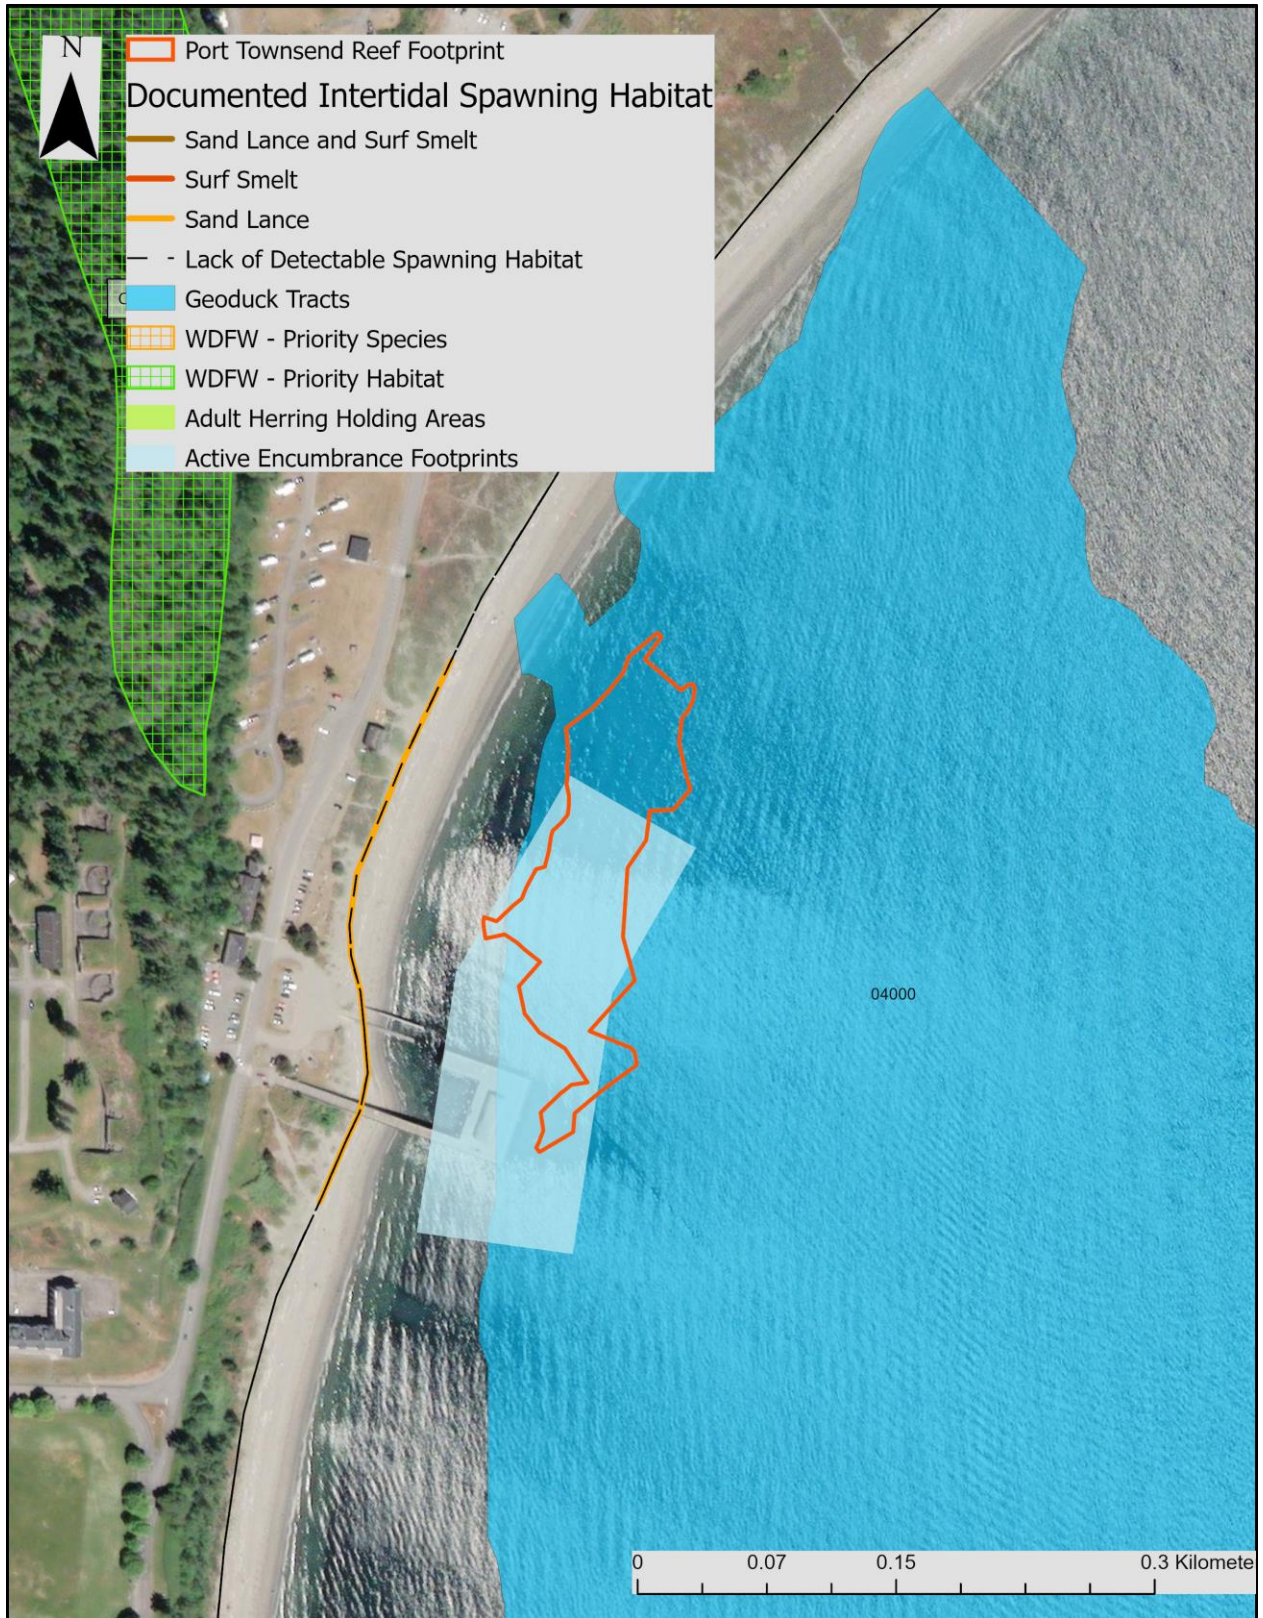 N
Port Townsend Reef Footprint
Documented Intertidal Spawning Habitat
Sand Lance and Surf Smelt
Surf Smelt
Sand Lance
Lack of Detectable Spawning Habitat
Geoduck Tracts
WDFW - Priority Species
WDFW - Priority Habitat
Adult Herring Holding Areas
Active Encumbrance Footprints
04000
0 0.07 0.15 0.3 Kilomete